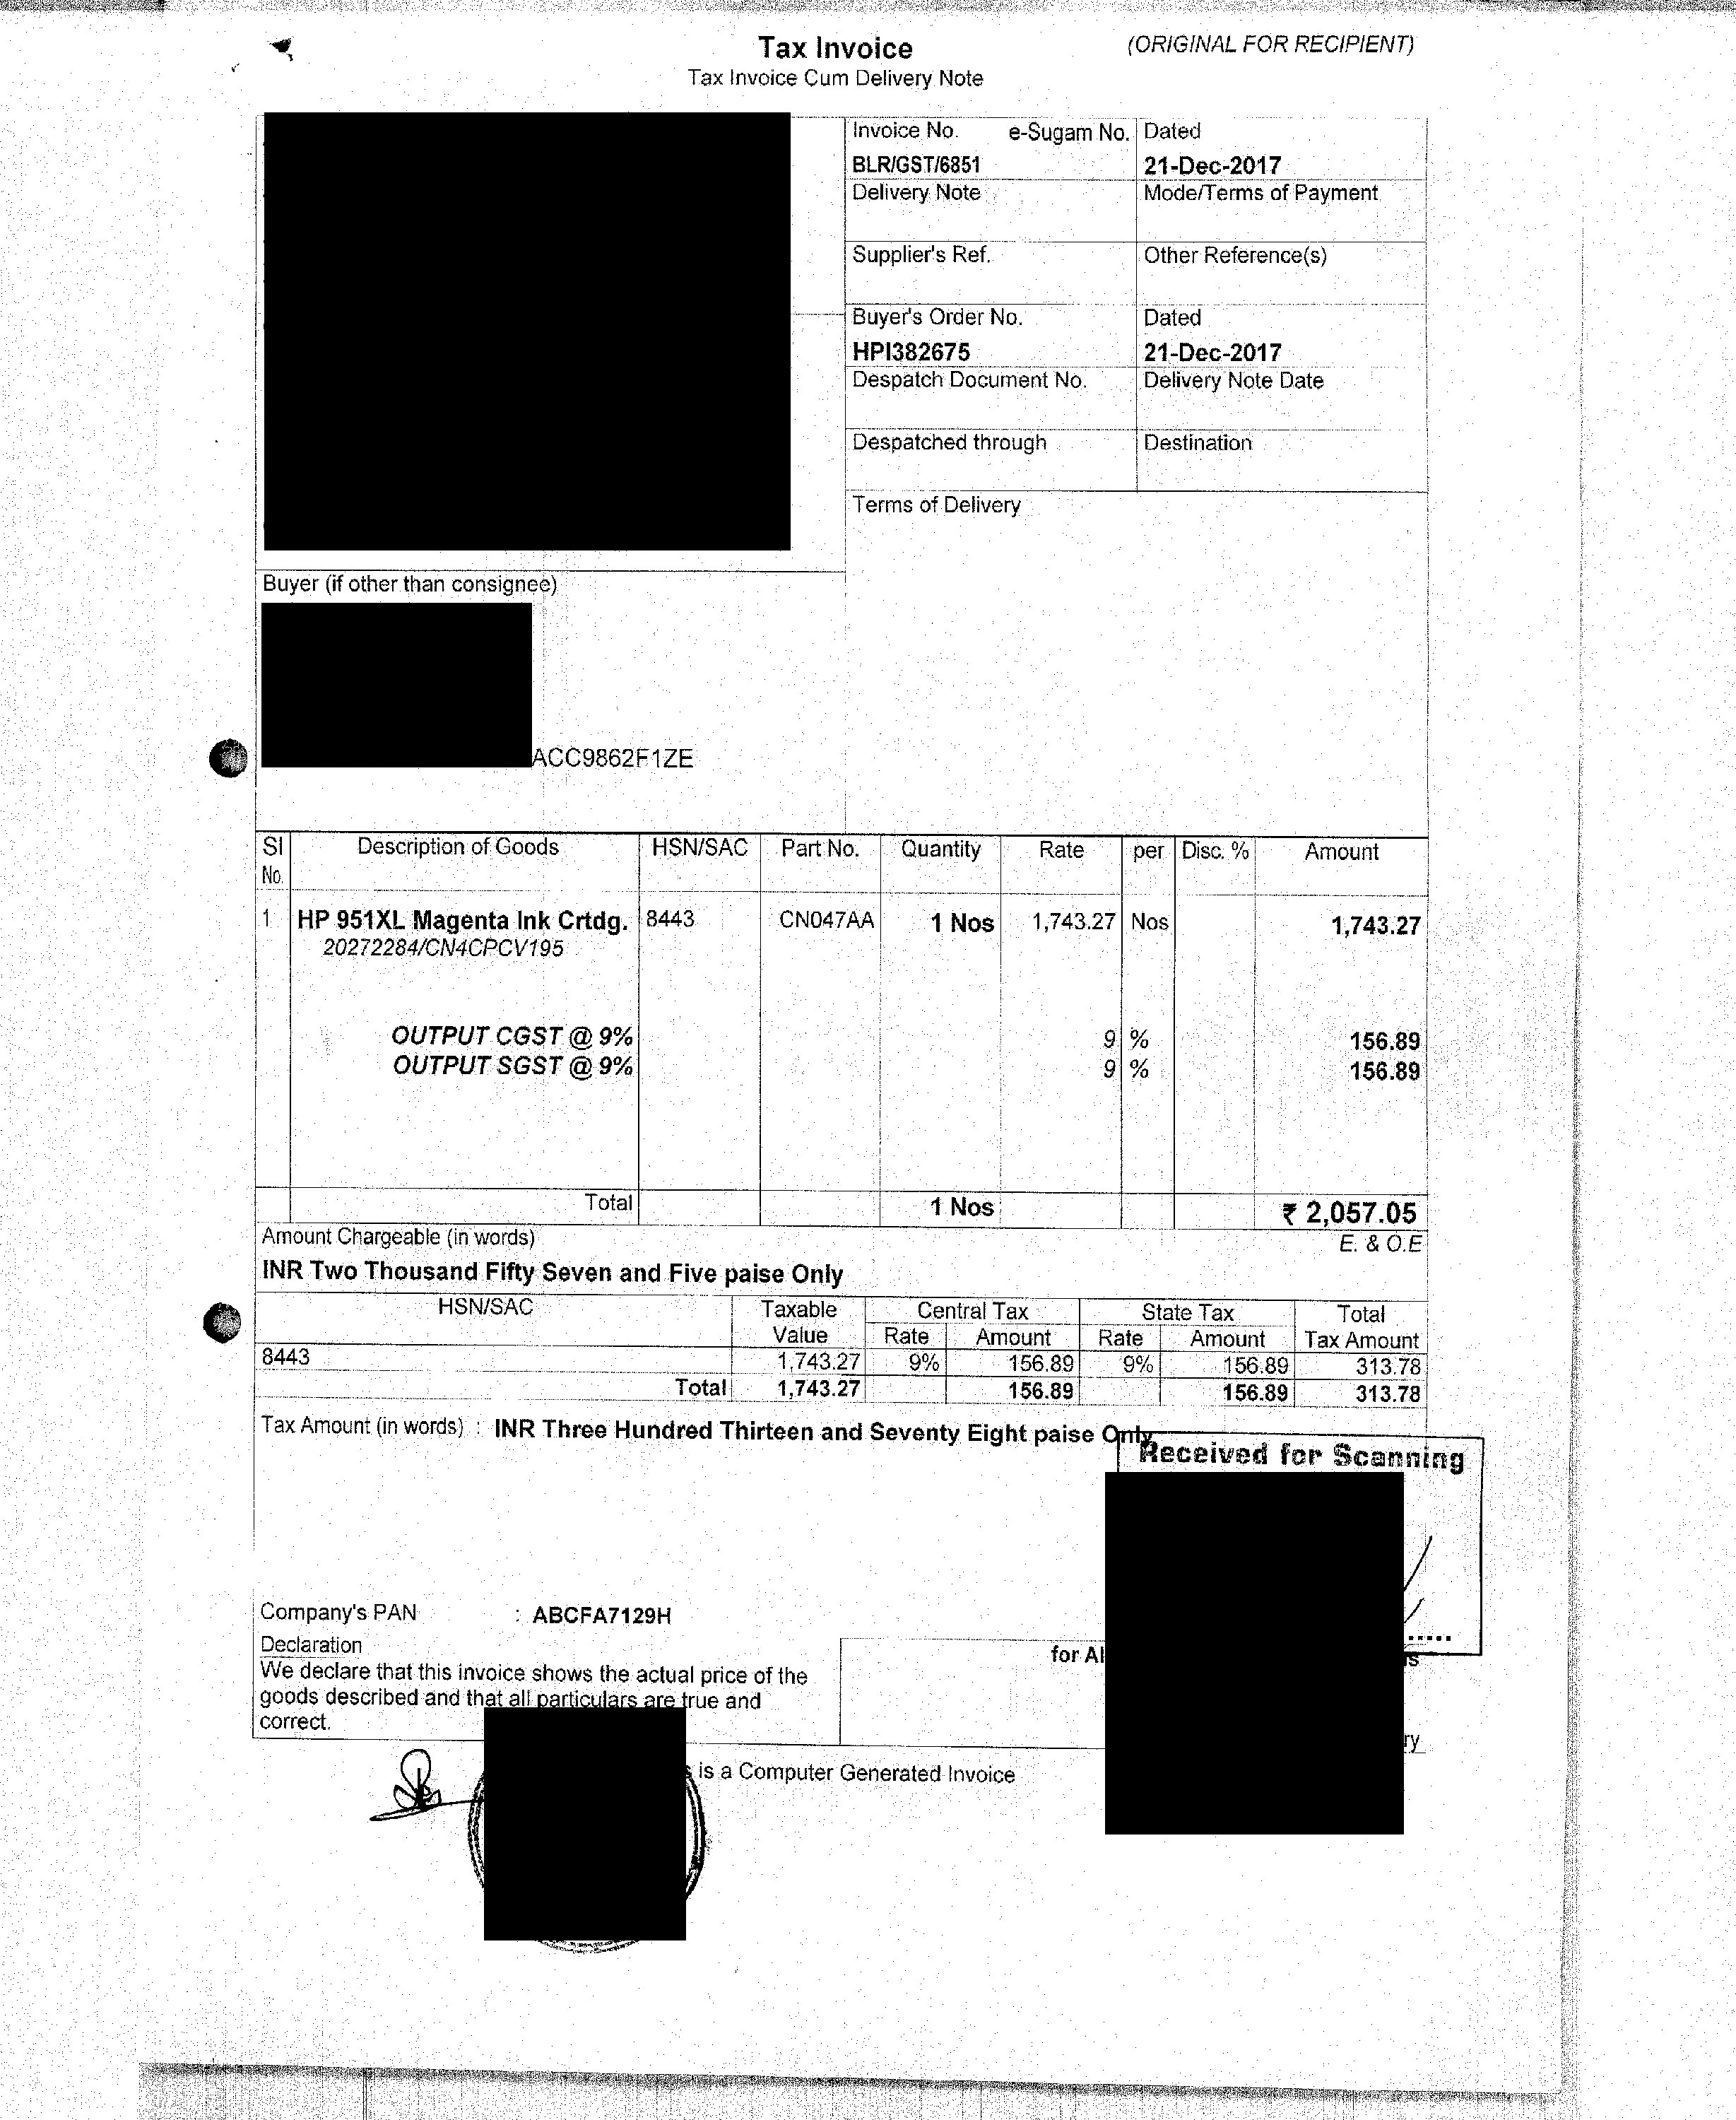 Tax Invoice
(ORIGINAL FOR RECIPIENT)
Tax Invoice Cum Delivery Note
Invoice No. e-Sugam No. Dated
BLR/GST/6851 21-Dec-2017
Delivery Note Mode/Terms of Payment
Supplier's Ref. Other Reference(s)
Buyer's Order No. Dated
HPI382675 21-Dec-2017
Despatch Document No. Delivery Note Date
Despatched through Destination
Terms of Delivery
Buyer (if other than consignee)
ACC9862F1ZE
Sl Description of Goods HSN/SAC Part No. Quantity Rate per Disc. % Amount
No.
1 HP 951XL Magenta Ink Crtdg. 8443 CN047AA 1 Nos 1,743.27 Nos 1,743.27
20272284/CN4CPCV195
OUTPUT CGST @ 9% 9 % 156.89
OUTPUT SGST @ 9% 9 % 156.89
Total 1 Nos ₹ 2,057.05
Amount Chargeable (in words) E. & O.E
INR Two Thousand Fifty Seven and Five paise Only
HSN/SAC Taxable Central Tax State Tax Total
Value Rate Amount Rate Amount Tax Amount
8443 1,743.27 9% 156.89 9% 156.89 313.78
Total 1,743.27 156.89 156.89 313.78
Tax Amount (in words) : INR Three Hundred Thirteen and Seventy Eight paise Only
Received for Scanning
Company's PAN : ABCFA7129H
Declaration
We declare that this invoice shows the actual price of the
goods described and that all particulars are true and
correct.
for Al
is a Computer Generated Invoice